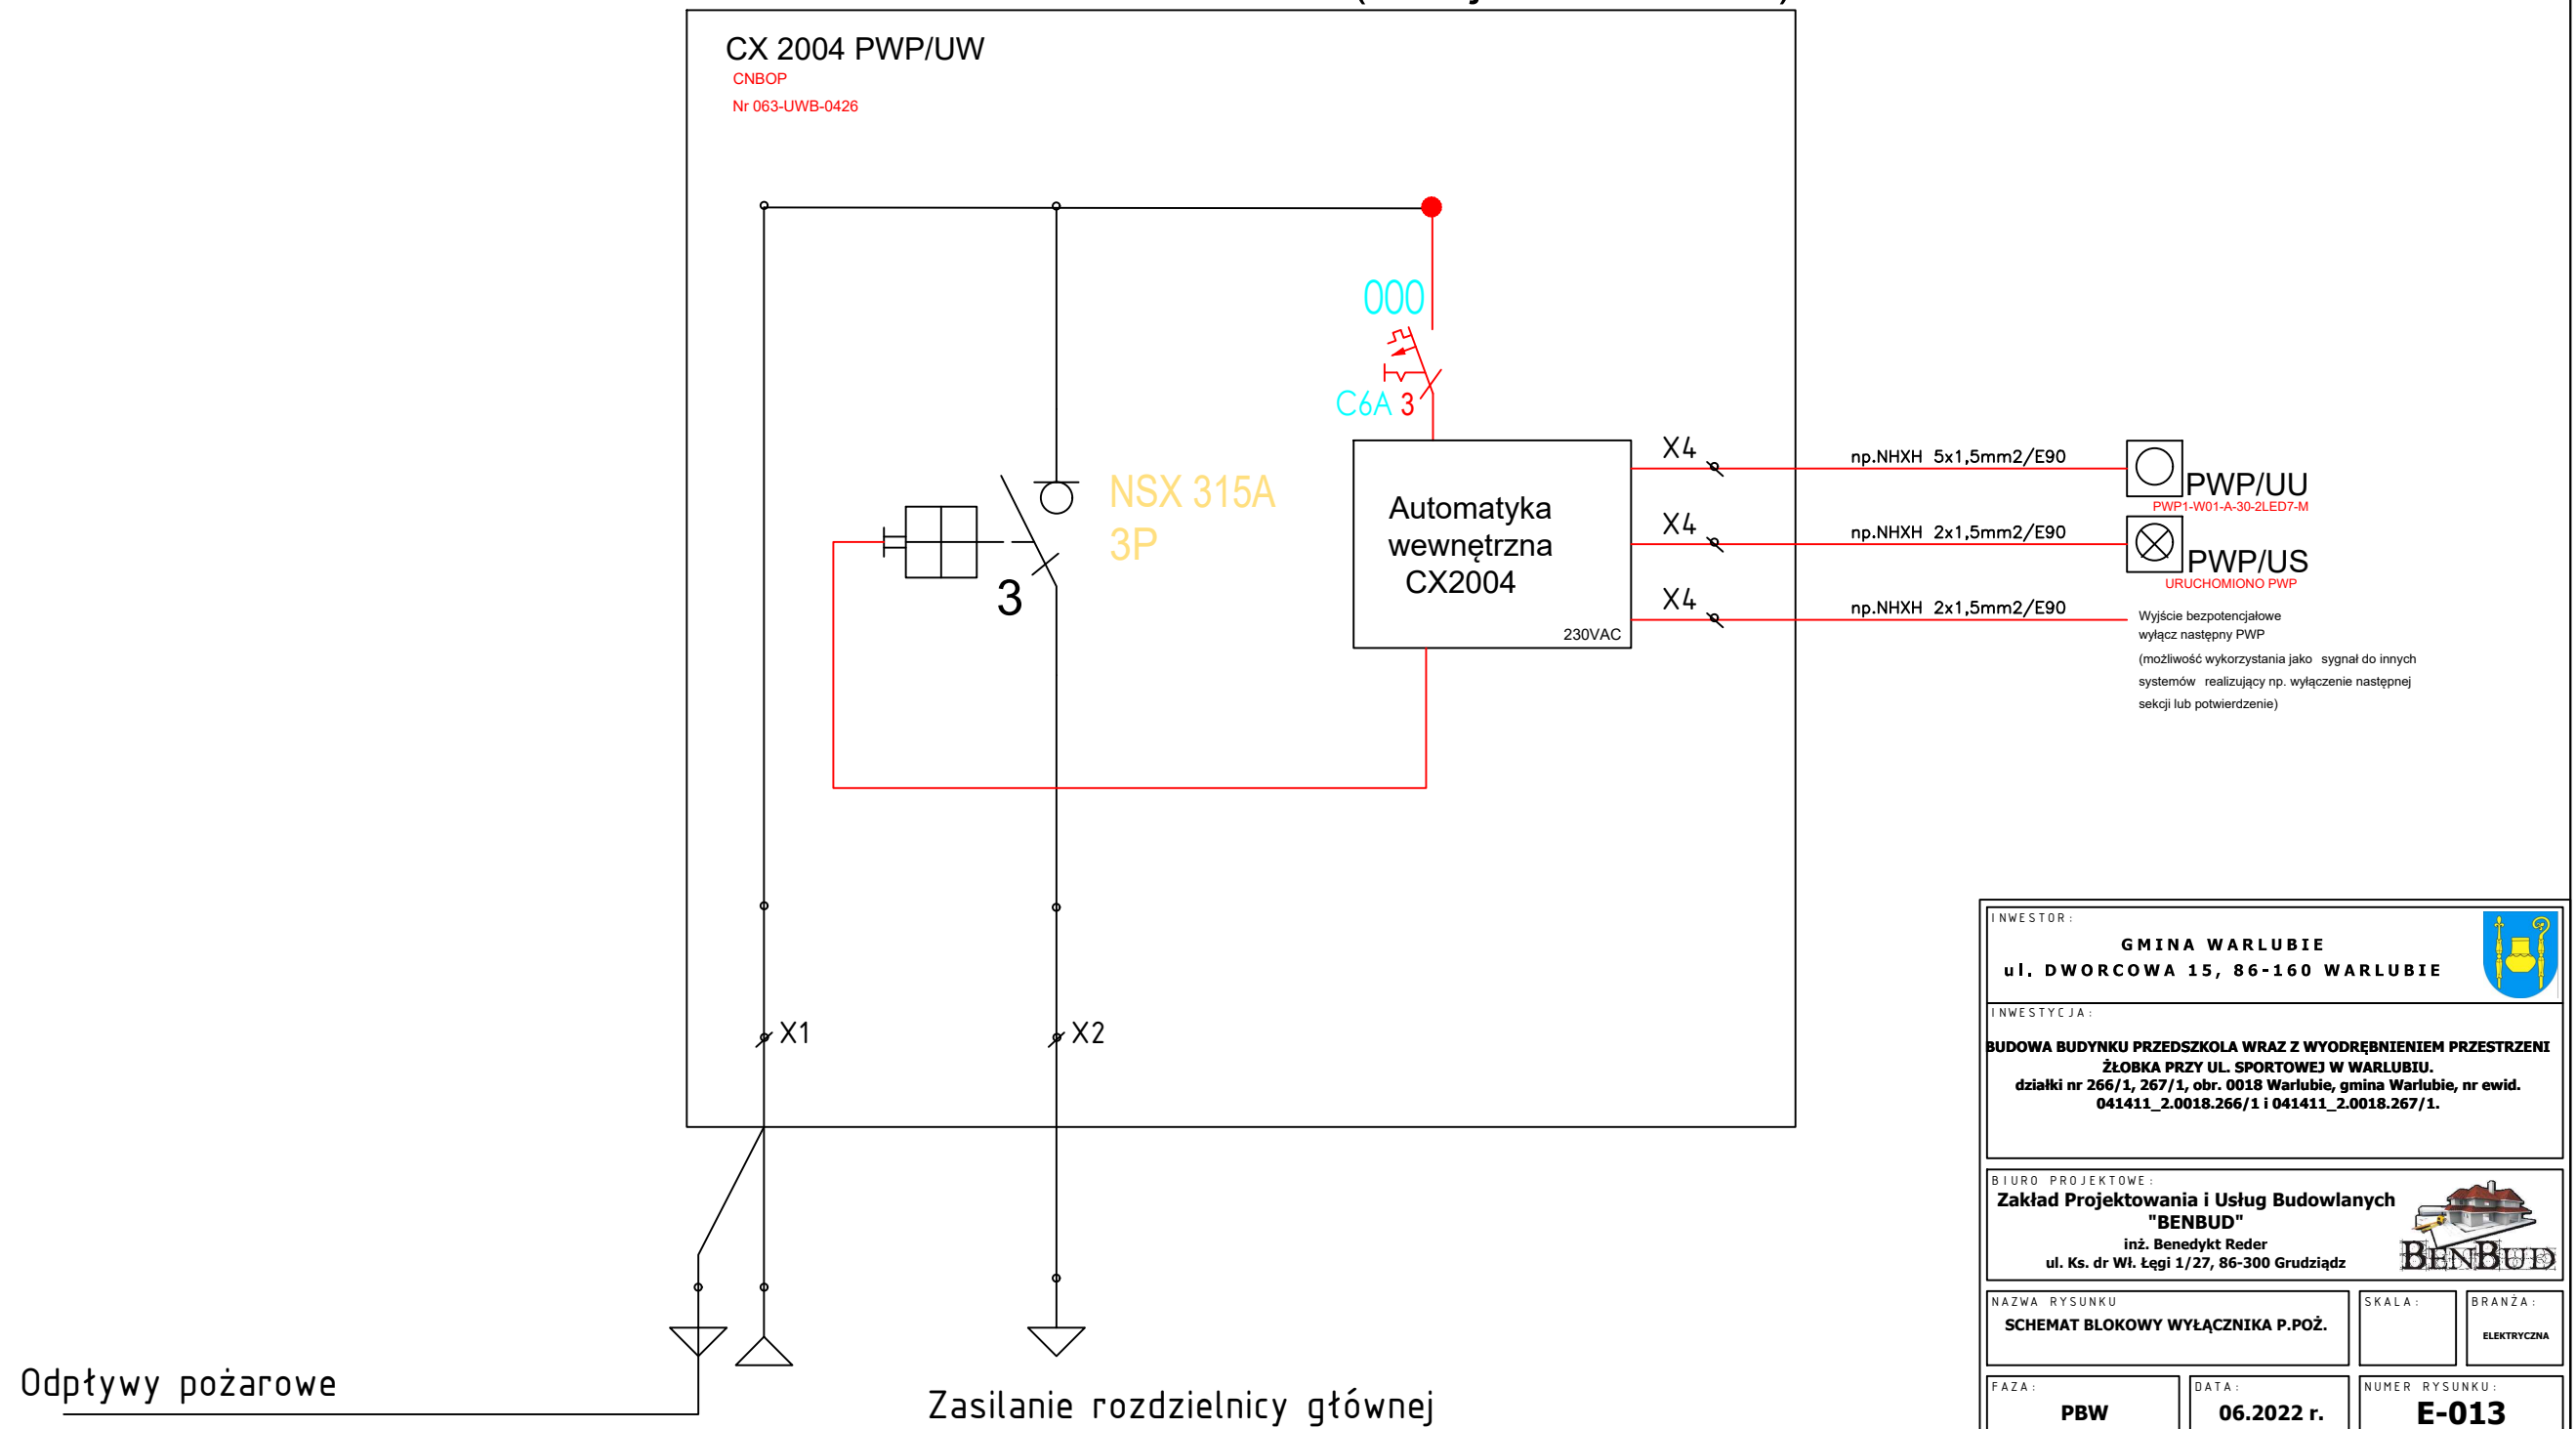 CX 2004 PWP/UW
CNBOP
Nr 063-UWB-0426
000
C6A 3
NSX 315A
3P
3
Automatyka
wewnętrzna
CX2004
230VAC
X4
np.NHXH 5x1,5mm2/E90
PWP/UU
PWP1-W01-A-30-2LED7-M
X4
np.NHXH 2x1,5mm2/E90
PWP/US
URUCHOMIONO PWP
X4
np.NHXH 2x1,5mm2/E90
Wyjście bezpotencjałowe
wyłącz następny PWP
(możliwość wykorzystania jako sygnał do innych
systemów realizujący np. wyłączenie następnej
sekcji lub potwierdzenie)
X1
X2
Odpływy pożarowe
Zasilanie rozdzielnicy głównej
INWESTOR:
GMINA WARLUBIE
ul. DWORCOWA 15, 86-160 WARLUBIE
INWESTYCJA:
BUDOWA BUDYNKU PRZEDSZKOLA WRAZ Z WYODRĘBNIENIEM PRZESTRZENI
ŻŁOBKA PRZY UL. SPORTOWEJ W WARLUBIU.
działki nr 266/1, 267/1, obr. 0018 Warlubie, gmina Warlubie, nr ewid.
041411_2.0018.266/1 i 041411_2.0018.267/1.
BIURO PROJEKTOWE:
Zakład Projektowania i Usług Budowlanych
"BENBUD"
inż. Benedykt Reder
ul. Ks. dr Wł. Łęgi 1/27, 86-300 Grudziądz
BENBUD
NAZWA RYSUNKU
SCHEMAT BLOKOWY WYŁĄCZNIKA P.POŻ.
SKALA:
BRANŻA:
ELEKTRYCZNA
FAZA:
PBW
DATA:
06.2022 r.
NUMER RYSUNKU:
E-013